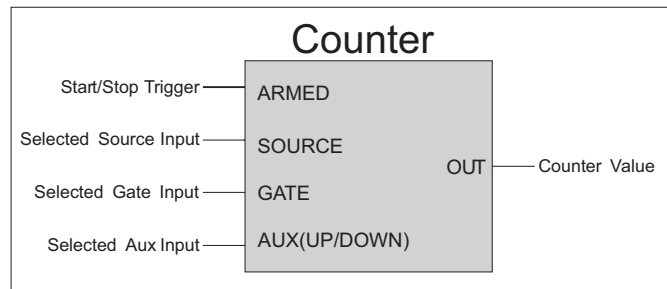 Counter
Start/Stop Trigger
ARMED
Selected Source Input
SOURCE
OUT
Counter Value
Selected Gate Input
GATE
Selected Aux Input
AUX(UP/DOWN)